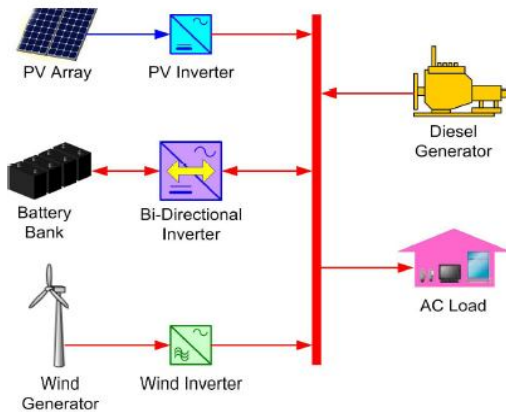 PV Array
PV Inverter
Diesel
Generator
Battery
Bank
Bi-Directional
Inverter
AC Load
Wind
Generator
Wind Inverter